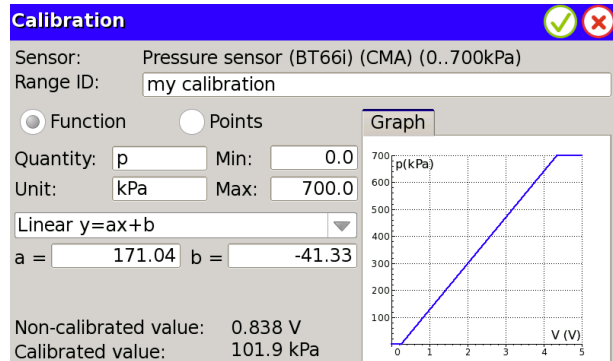 Calibration
Sensor: Pressure sensor (BT66i) (CMA) (0..700kPa)
Range ID: my calibration
Function Points
Graph
Quantity: p Min: 0.0
Unit: kPa Max: 700.0
Linear y=ax+b
a = 171.04 b = -41.33
Non-calibrated value: 0.838 V
Calibrated value: 101.9 kPa
p(kPa)
700
600
500
400
300
200
100
V (V)
0 1 2 3 4 5